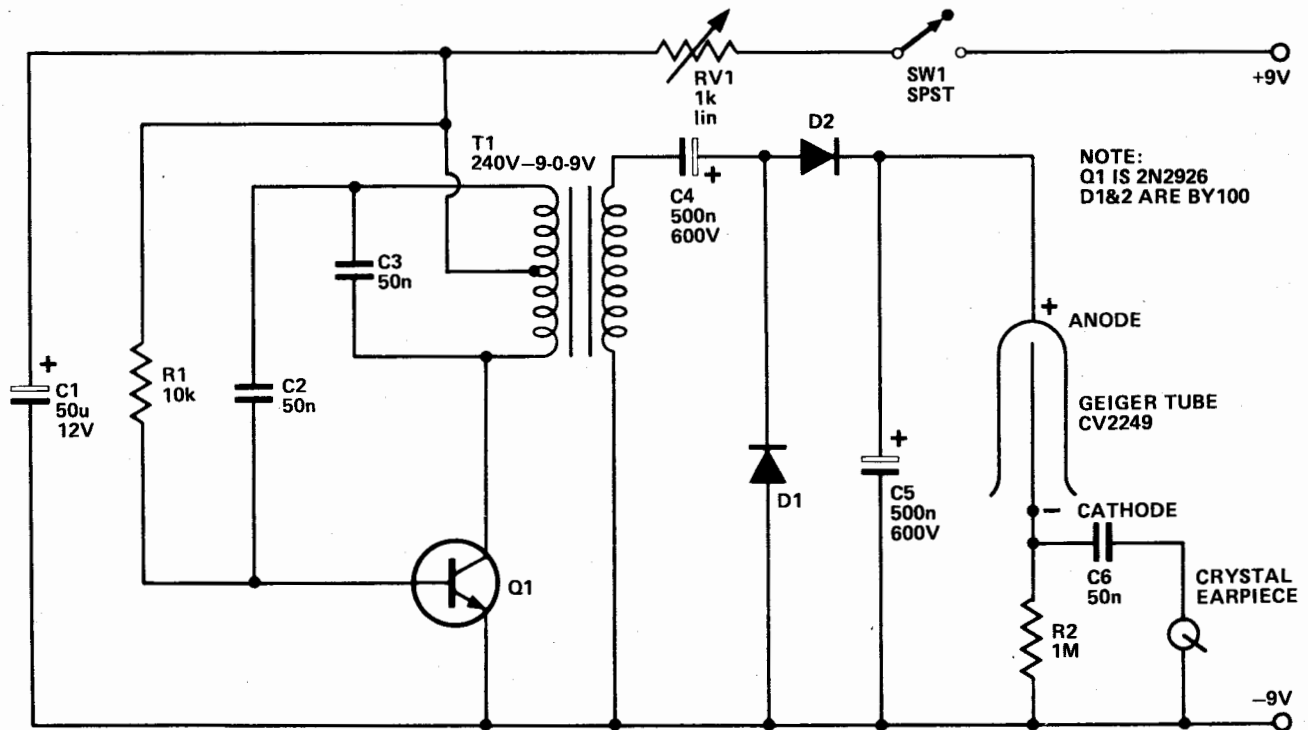 RV1
1k
lin
SW1
SPST
+9V
T1
240V–9-0-9V
C4
500n
600V
+
D2
NOTE:
Q1 IS 2N2926
D1&2 ARE BY100
C3
50n
+
ANODE
+
C1
50u
12V
R1
10k
C2
50n
GEIGER TUBE
CV2249
D1
+
C5
500n
600V
– CATHODE
Q1
C6
50n
CRYSTAL
EARPIECE
R2
1M
–9V